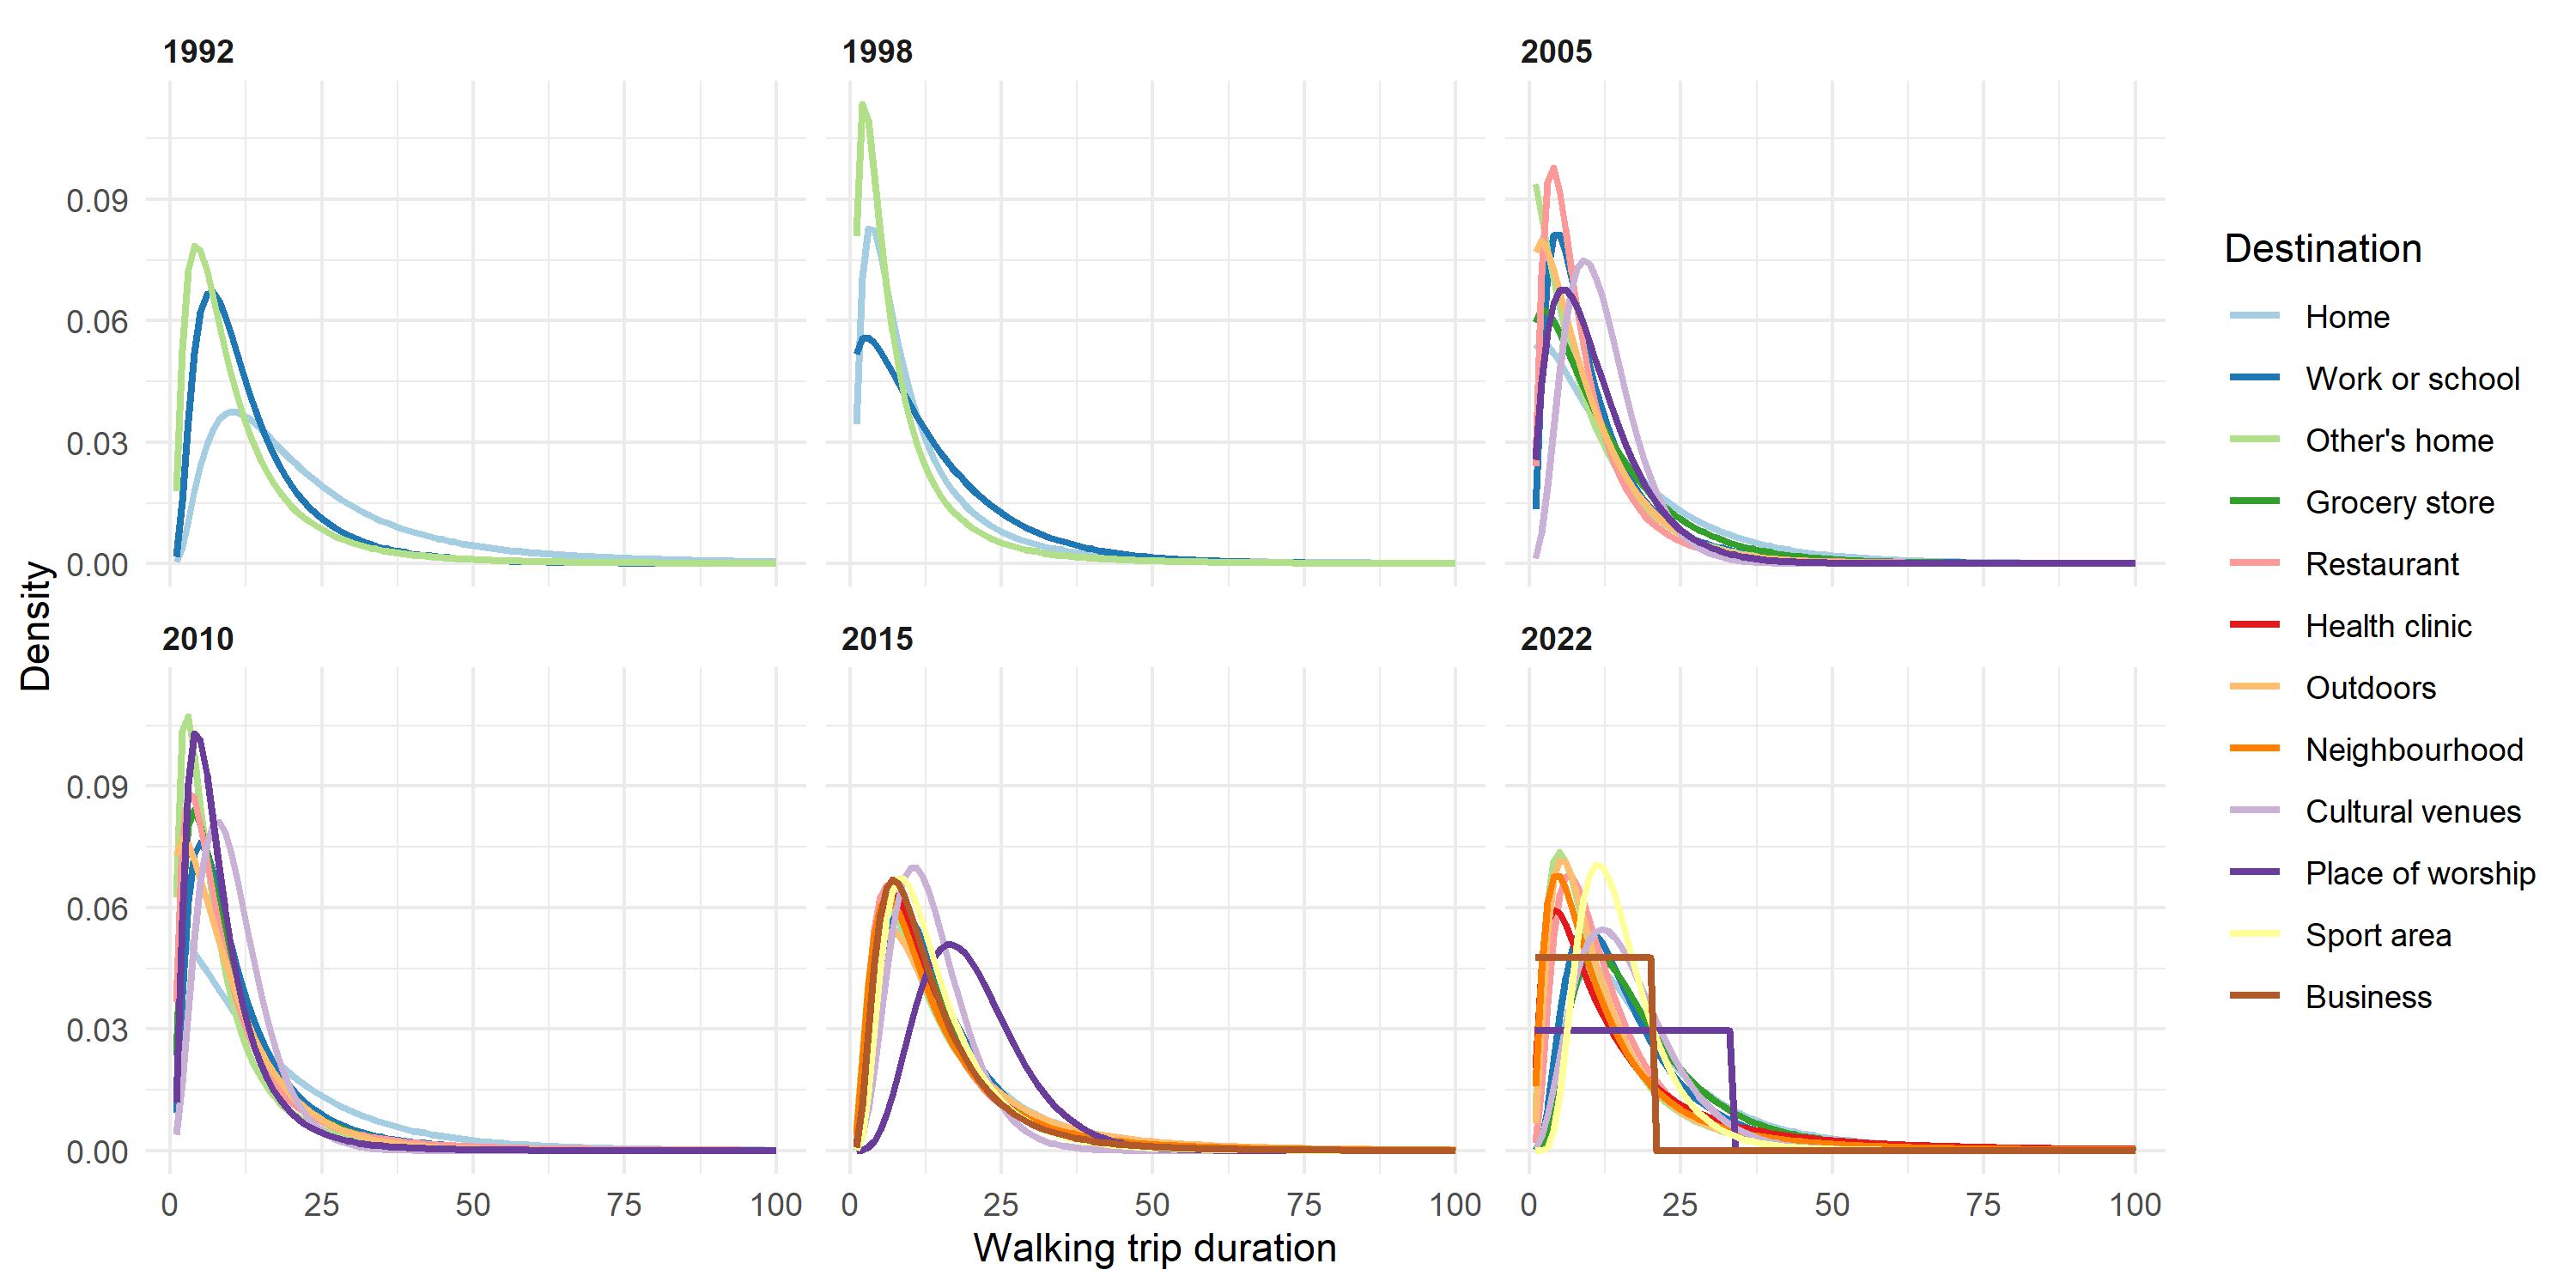 1992
1998
2005
0.09
0.06
0.03
0.00
2010
2015
2022
0.09
0.06
0.03
0.00
0 25 50 75 100
0 25 50 75 100
0 25 50 75 100
Density
Walking trip duration
Destination
Home
Work or school
Other's home
Grocery store
Restaurant
Health clinic
Outdoors
Neighbourhood
Cultural venues
Place of worship
Sport area
Business